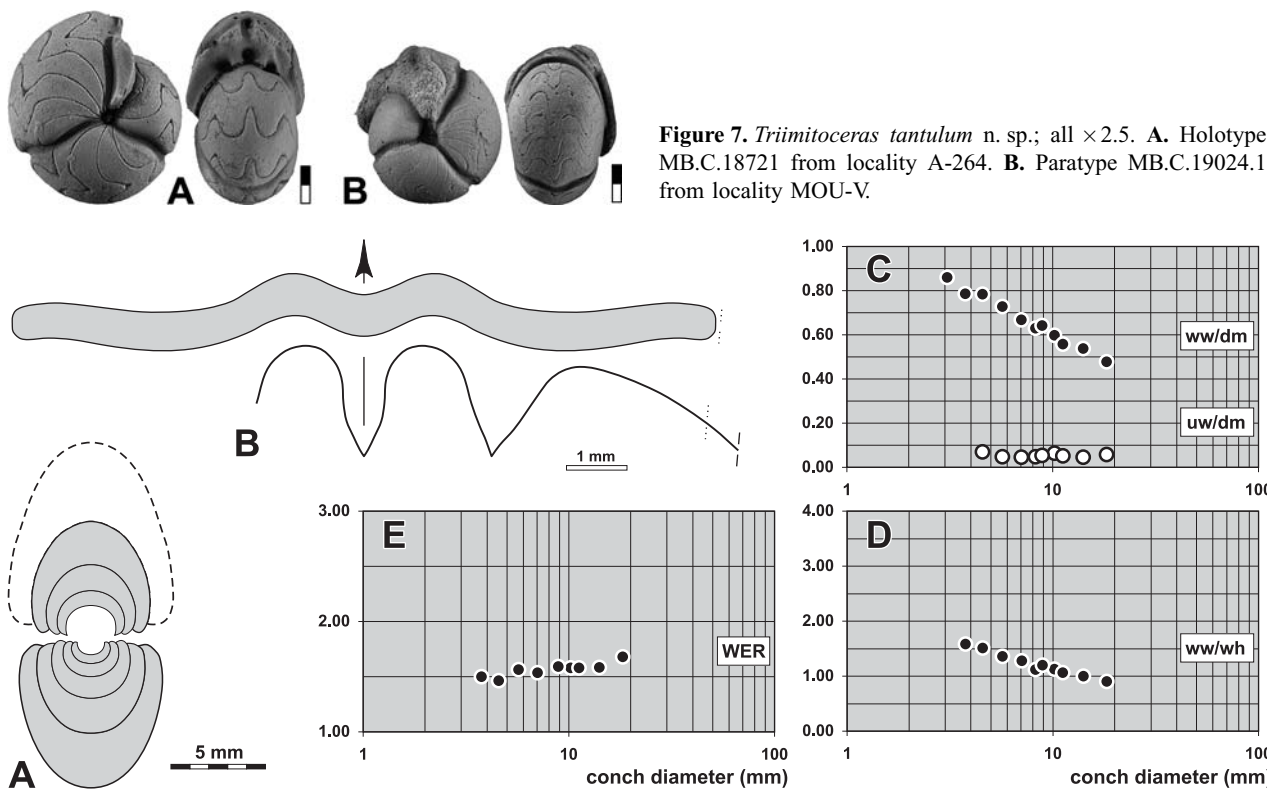 A
B
Figure 7. Triimitoceras tantulum n. sp.; all ×2.5. A. Holotype
MB.C.18721 from locality A-264. B. Paratype MB.C.19024.1
from locality MOU-V.
B
1 mm
A
5 mm
C
1.00
0.80
0.60
0.40
0.20
0.00
ww/dm
uw/dm
1
10
100
E
3.00
2.00
1.00
WER
1
10
100
conch diameter (mm)
D
4.00
3.00
2.00
1.00
0.00
ww/wh
1
10
100
conch diameter (mm)